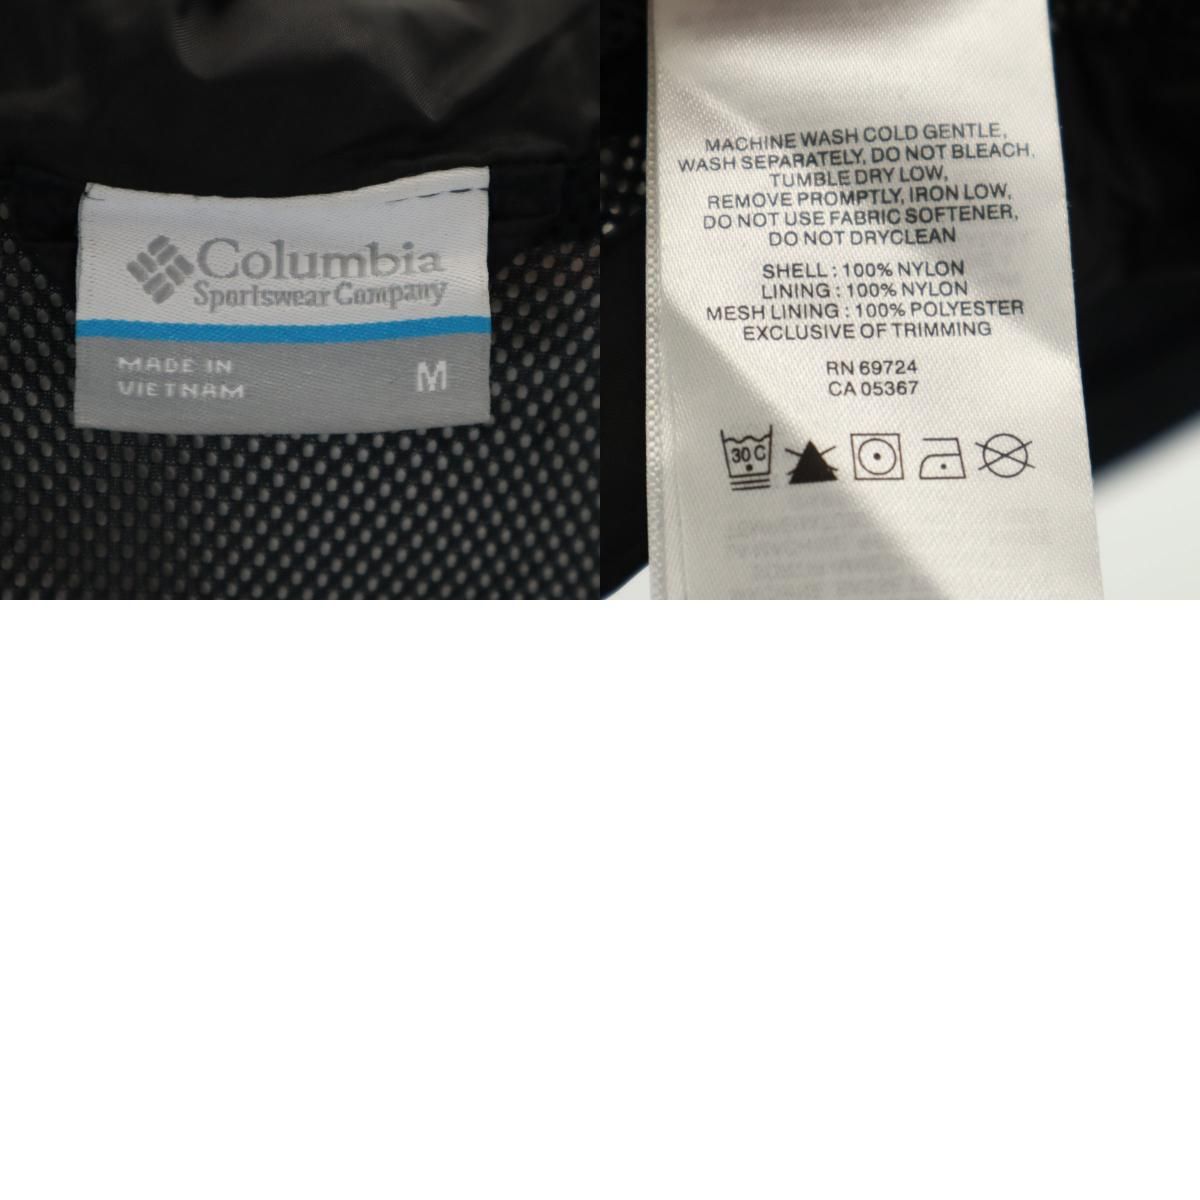 Columbia
Sportswear Company
MADE IN
VIETNAM
M
MACHINE WASH COLD GENTLE,
WASH SEPARATELY, DO NOT BLEACH,
TUMBLE DRY LOW,
REMOVE PROMPTLY, IRON LOW,
DO NOT USE FABRIC SOFTENER,
DO NOT DRYCLEAN
SHELL : 100% NYLON
LINING : 100% NYLON
MESH LINING : 100% POLYESTER
EXCLUSIVE OF TRIMMING
RN 69724
CA 05367
30 C